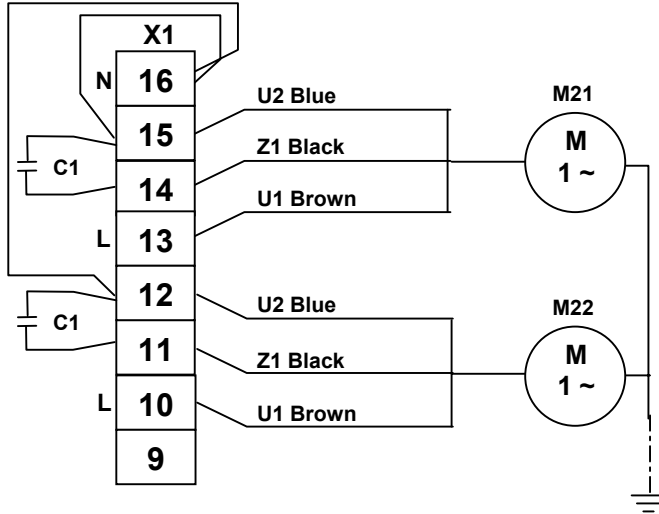 X1
N 16
U2 Blue
M21
15
M
1 ~
C1
Z1 Black
14
U1 Brown
L 13
12
U2 Blue
M22
C1
M
1 ~
11
Z1 Black
L 10
U1 Brown
9